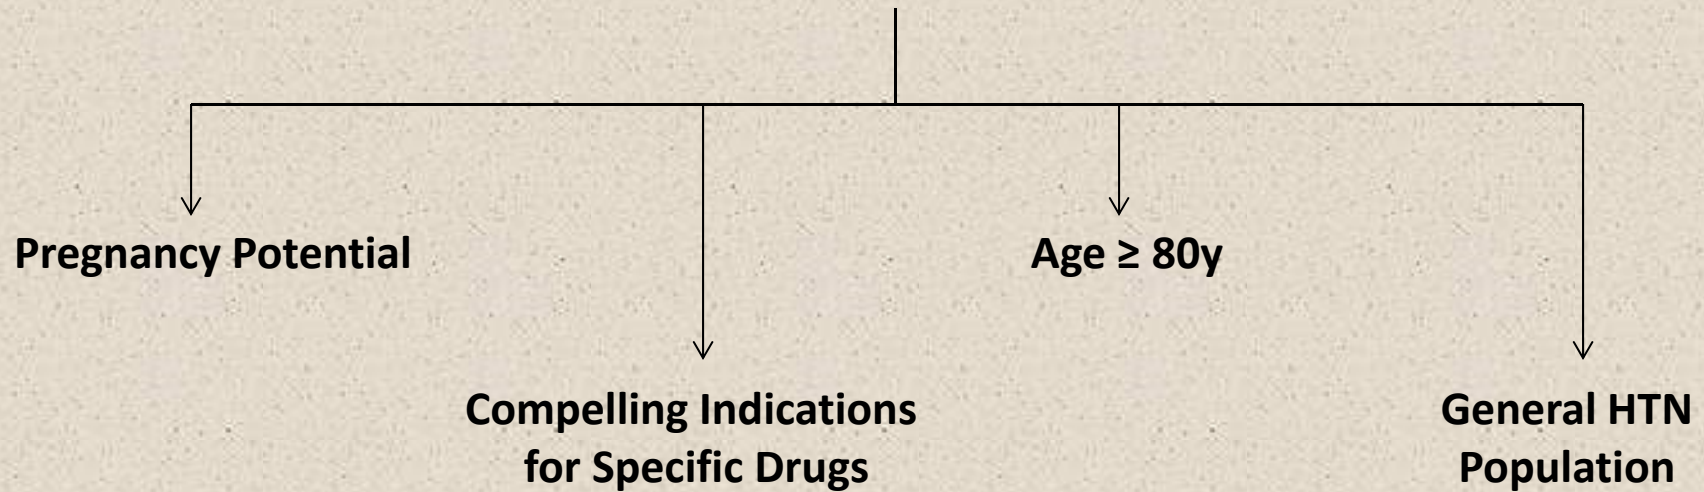 Pregnancy Potential
Age ≥ 80y
Compelling Indications
for Specific Drugs
General HTN
Population